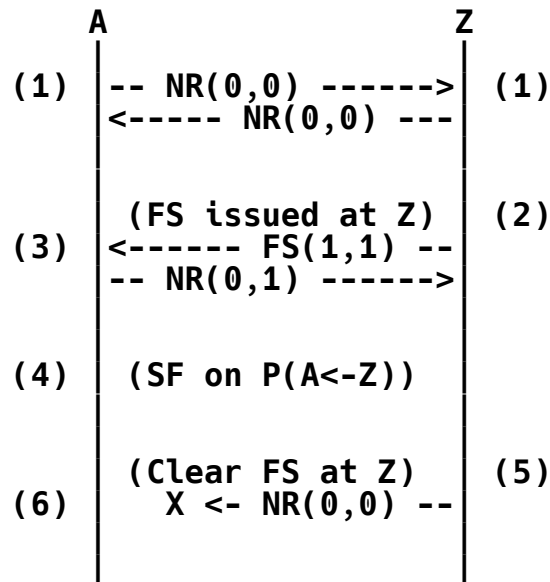 A Z
(1) |-- NR(0,0) ------>| (1)
|<----- NR(0,0) ---|
(FS issued at Z) (2)
(3) |<------ FS(1,1) --|
|-- NR(0,1) ------>|
(4) | (SF on P(A<-Z)) |
(Clear FS at Z) (5)
(6) | X <- NR(0,0) --|